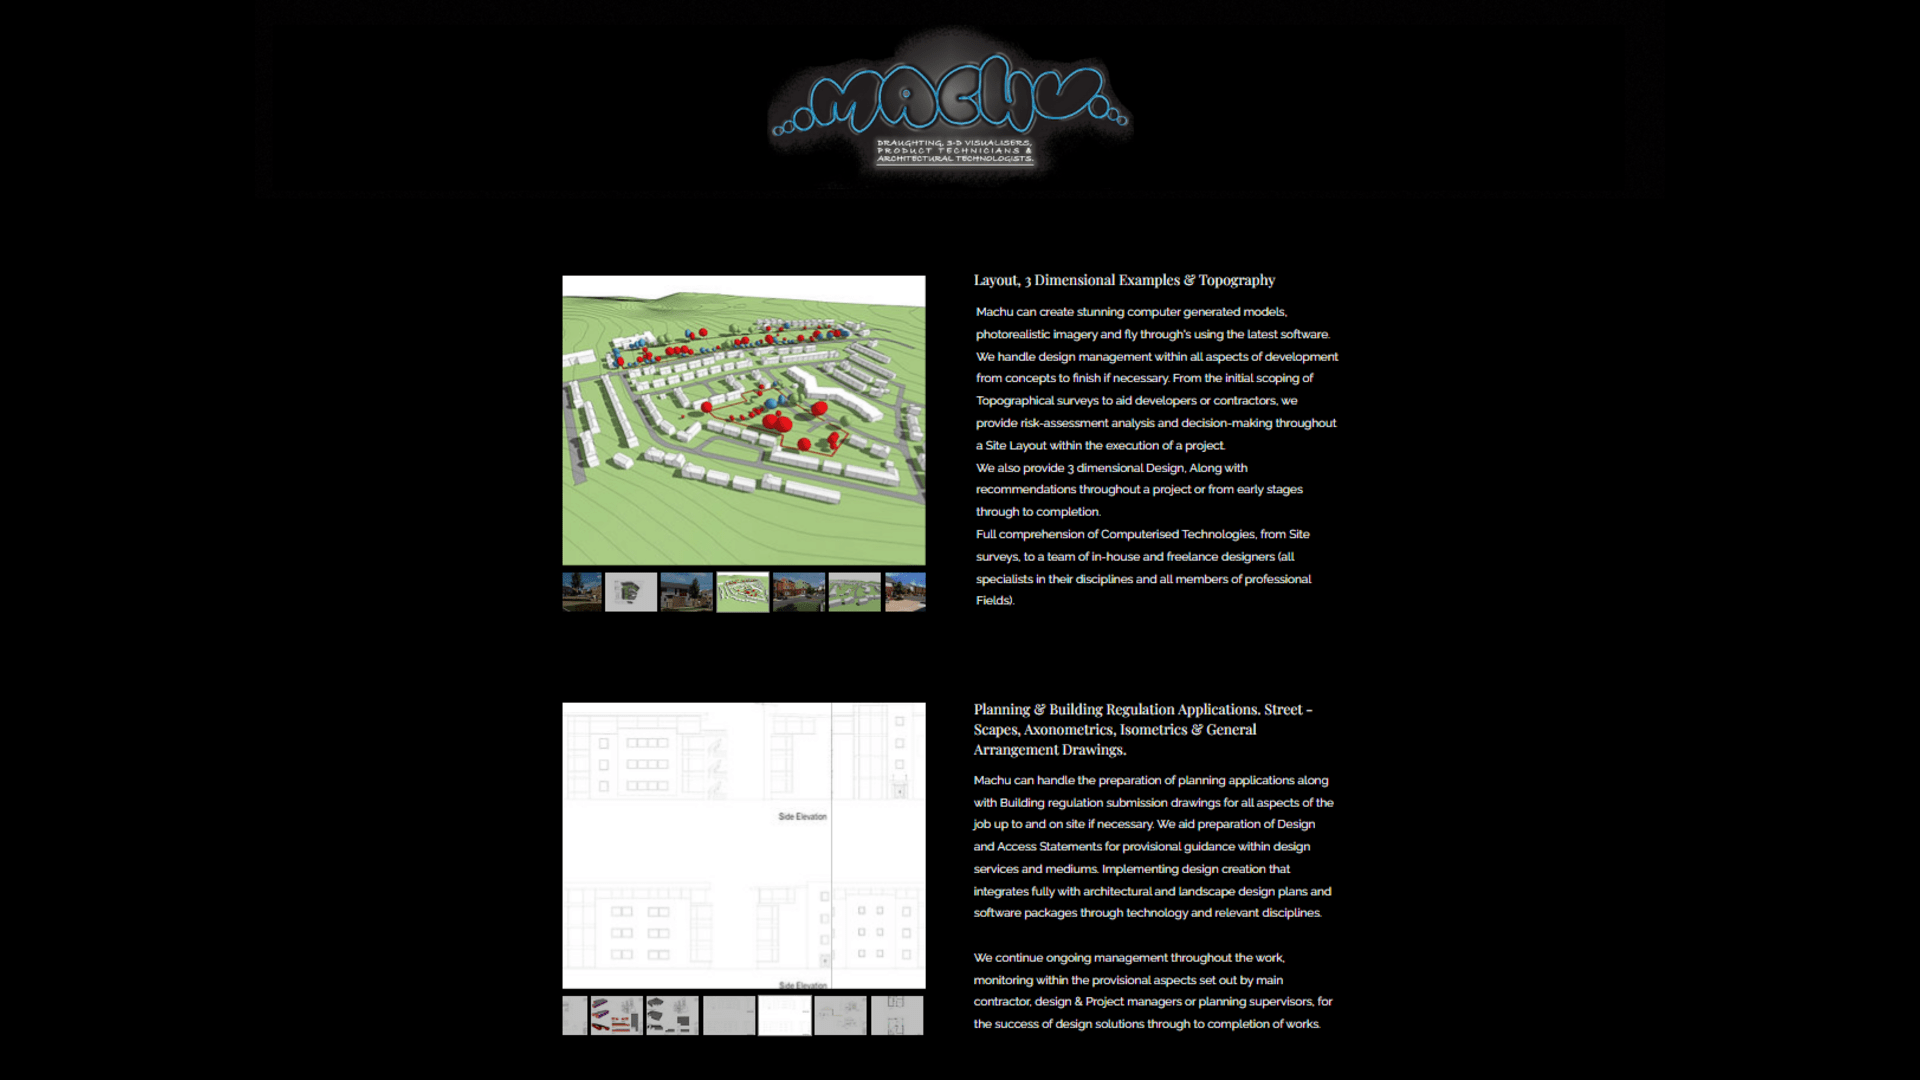 MACHU
DRAUGHTING, 3-D VISUALISERS,
PRODUCT TECHNICIANS &
ARCHITECTURAL TECHNOLOGISTS.
Layout, 3 Dimensional Examples & Topography
Machu can create stunning computer generated models,
photorealistic imagery and fly through's using the latest software.
We handle design management within all aspects of development
from concepts to finish if necessary. From the initial scoping of
Topographical surveys to aid developers or contractors, we
provide risk-assessment analysis and decision-making throughout
a Site Layout within the execution of a project.
We also provide 3 dimensional Design, Along with
recommendations throughout a project or from early stages
through to completion.
Full comprehension of Computerised Technologies, from Site
surveys, to a team of in-house and freelance designers (all
specialists in their disciplines and all members of professional
Fields).
Side Elevation
Side Elevation
Planning & Building Regulation Applications. Street -
Scapes, Axonometrics, Isometrics & General
Arrangement Drawings.
Machu can handle the preparation of planning applications along
with Building regulation submission drawings for all aspects of the
job up to and on site if necessary. We aid preparation of Design
and Access Statements for provisional guidance within design
services and mediums. Implementing design creation that
integrates fully with architectural and landscape design plans and
software packages through technology and relevant disciplines.
We continue ongoing management throughout the work,
monitoring within the provisional aspects set out by main
contractor, design & Project managers or planning supervisors, for
the success of design solutions through to completion of works.